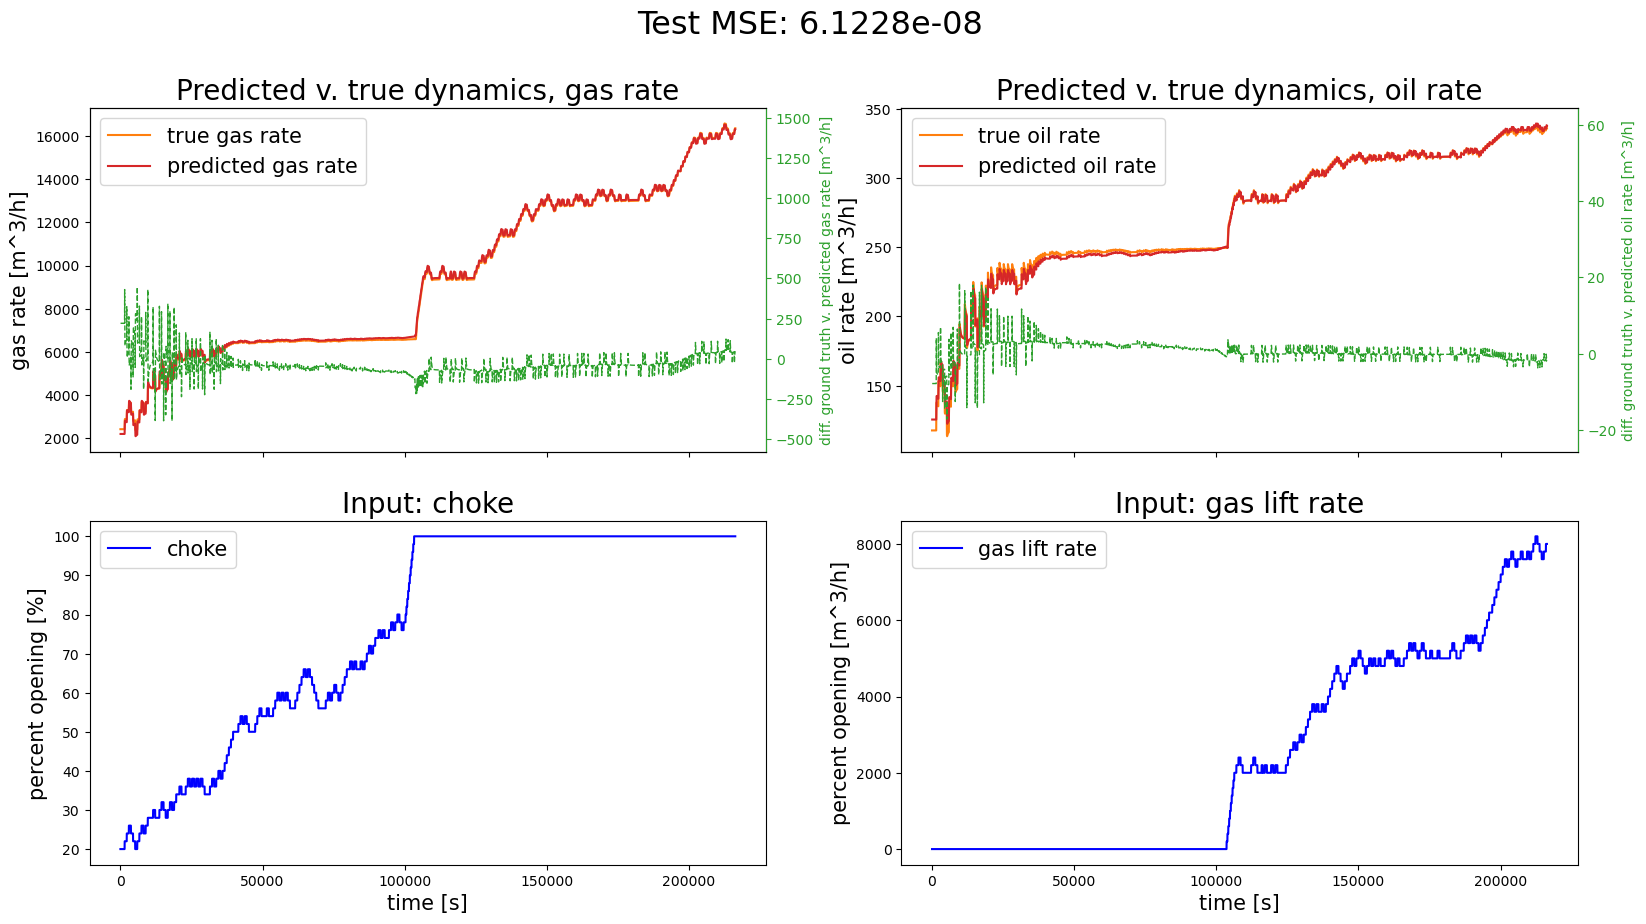 Test MSE: 6.1228e-08
Predicted v. true dynamics, gas rate
true gas rate
predicted gas rate
gas rate [m^3/h]
16000
14000
12000
10000
8000
6000
4000
2000
1500
1250
1000
750
500
250
0
−250
−500
diff. ground truth v. predicted gas rate [m^3/h]
Predicted v. true dynamics, oil rate
true oil rate
predicted oil rate
oil rate [m^3/h]
350
300
250
200
150
60
40
20
0
−20
diff. ground truth v. predicted oil rate [m^3/h]
Input: choke
choke
percent opening [%]
100
90
80
70
60
50
40
30
20
0
50000
100000
150000
200000
time [s]
Input: gas lift rate
gas lift rate
percent opening [m^3/h]
8000
6000
4000
2000
0
0
50000
100000
150000
200000
time [s]